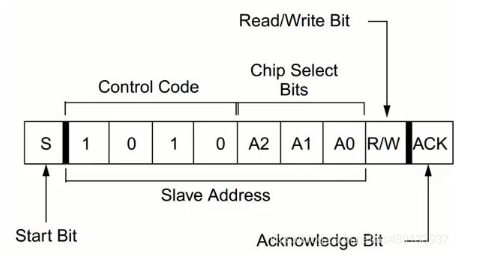 Read/Write Bit
Control Code
Chip Select
Bits
S 1 0 1 0 A2 A1 A0 R/W ACK
Slave Address
Start Bit
Acknowledge Bit